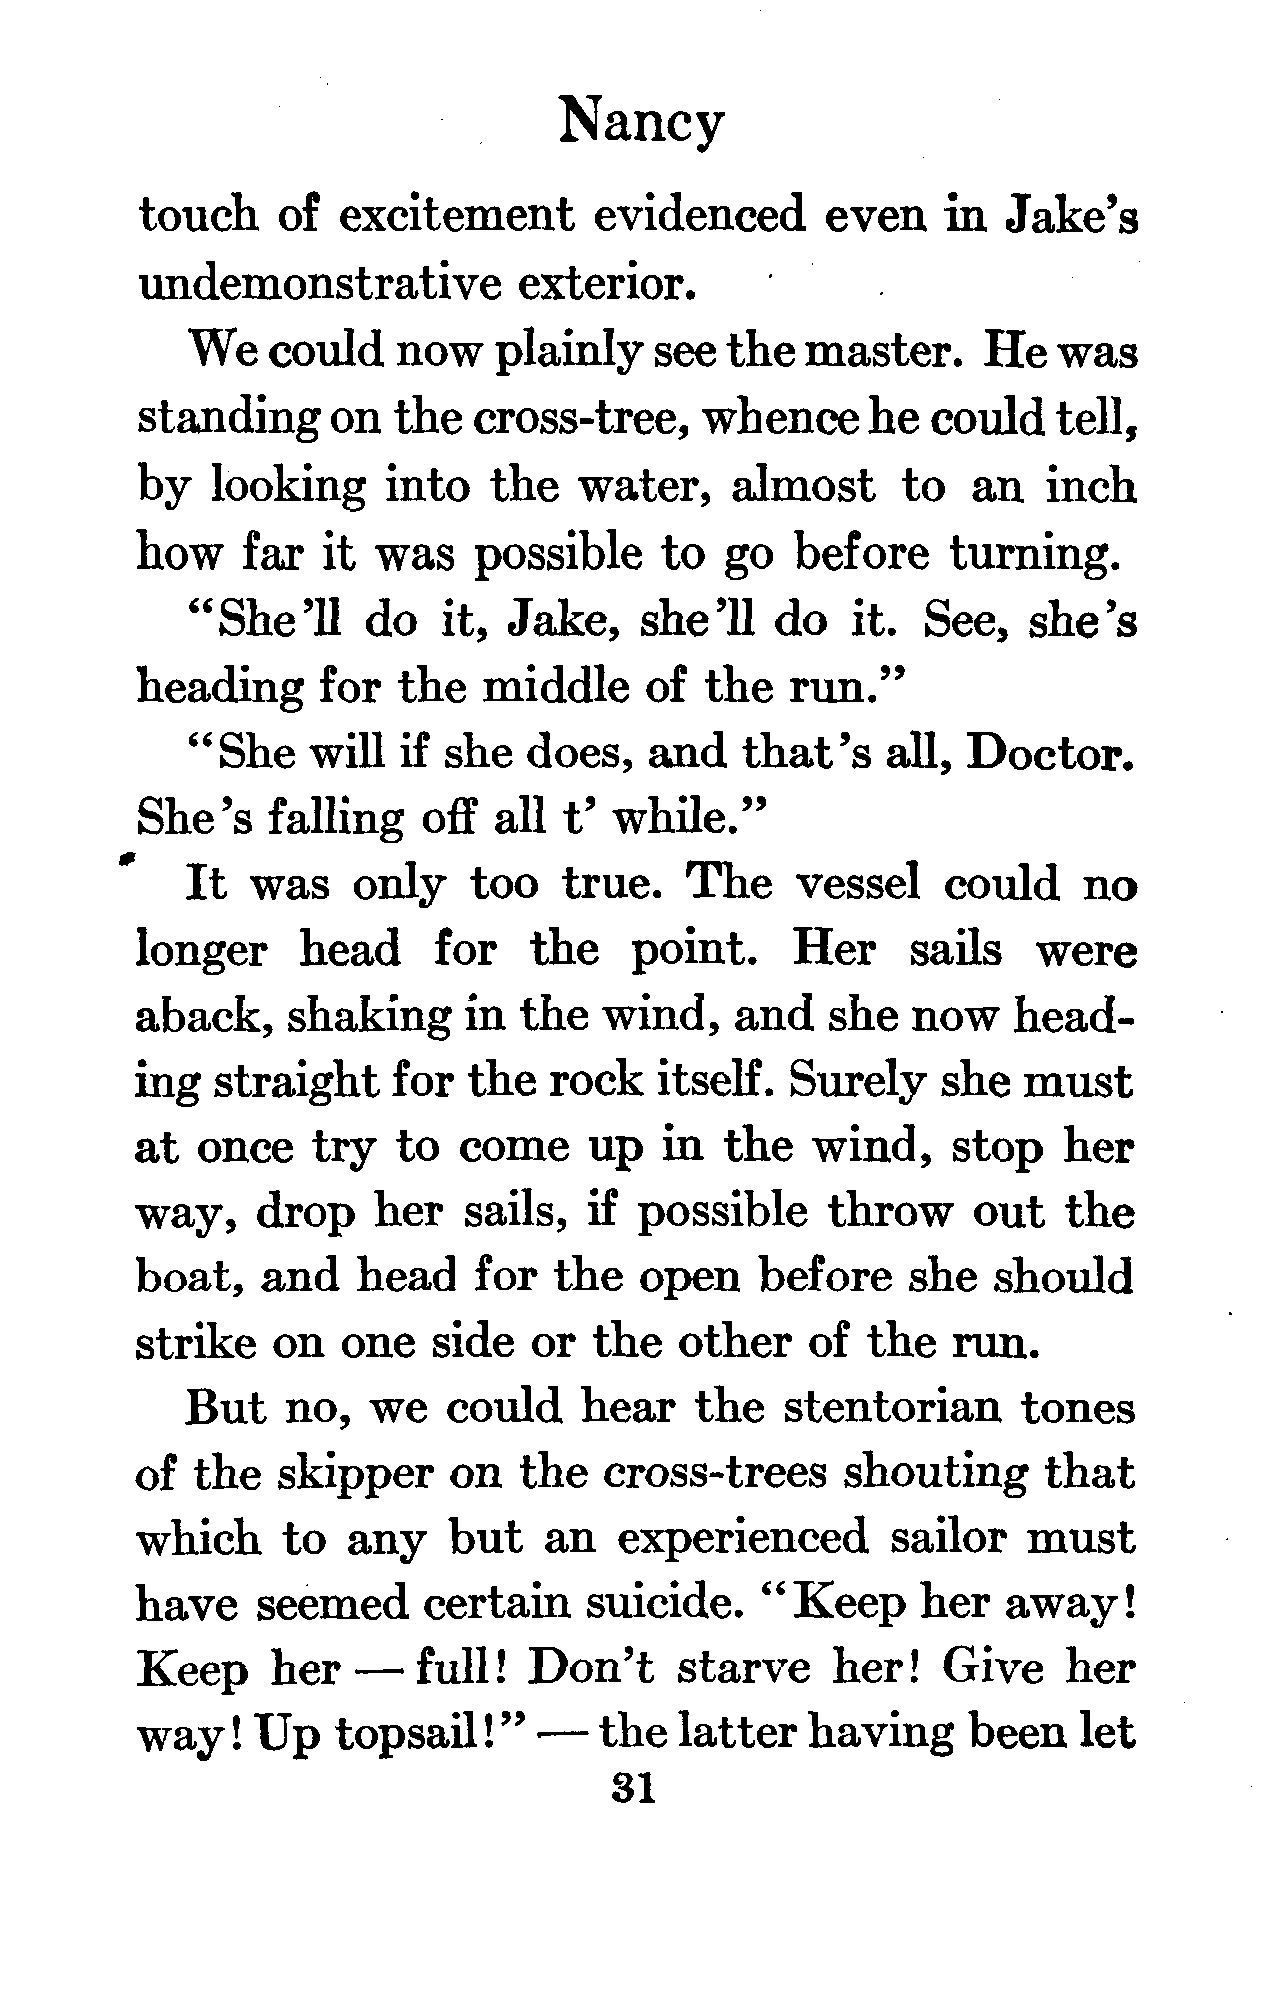 Nancy
touch of excitement evidenced even in Jake's
undemonstrative exterior.
We could now plainly see the master. He was
standing on the cross-tree, whence he could tell,
by looking into the water, almost to an inch
how far it was possible to go before turning.
"She'll do it, Jake, she'll do it. See, she's
heading for the middle of the run."
"She will if she does, and that's all, Doctor.
She's falling off all t' while."
It was only too true. The vessel could no
longer head for the point. Her sails were
aback, shaking in the wind, and she now head-
ing straight for the rock itself. Surely she must
at once try to come up in the wind, stop her
way, drop her sails, if possible throw out the
boat, and head for the open before she should
strike on one side or the other of the run.
But no, we could hear the stentorian tones
of the skipper on the cross-trees shouting that
which to any but an experienced sailor must
have seemed certain suicide. "Keep her away!
Keep her — full! Don't starve her! Give her
way! Up topsail!" — the latter having been let
31